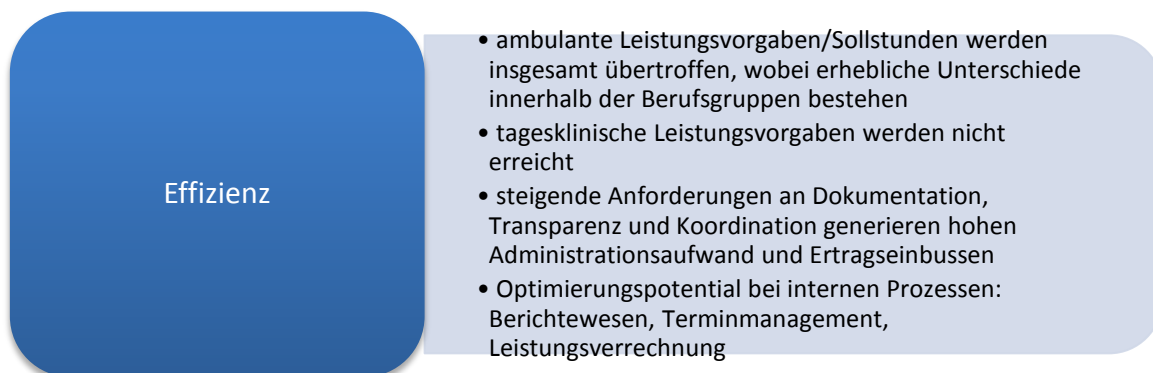 Effizienz
• ambulante Leistungsvorgaben/Sollstunden werden
insgesamt übertroffen, wobei erhebliche Unterschiede
innerhalb der Berufsgruppen bestehen
• tagesklinische Leistungsvorgaben werden nicht
erreicht
• steigende Anforderungen an Dokumentation,
Transparenz und Koordination generieren hohen
Administrationsaufwand und Ertragseinbussen
• Optimierungspotential bei internen Prozessen:
Berichtewesen, Terminmanagement,
Leistungsverrechnung